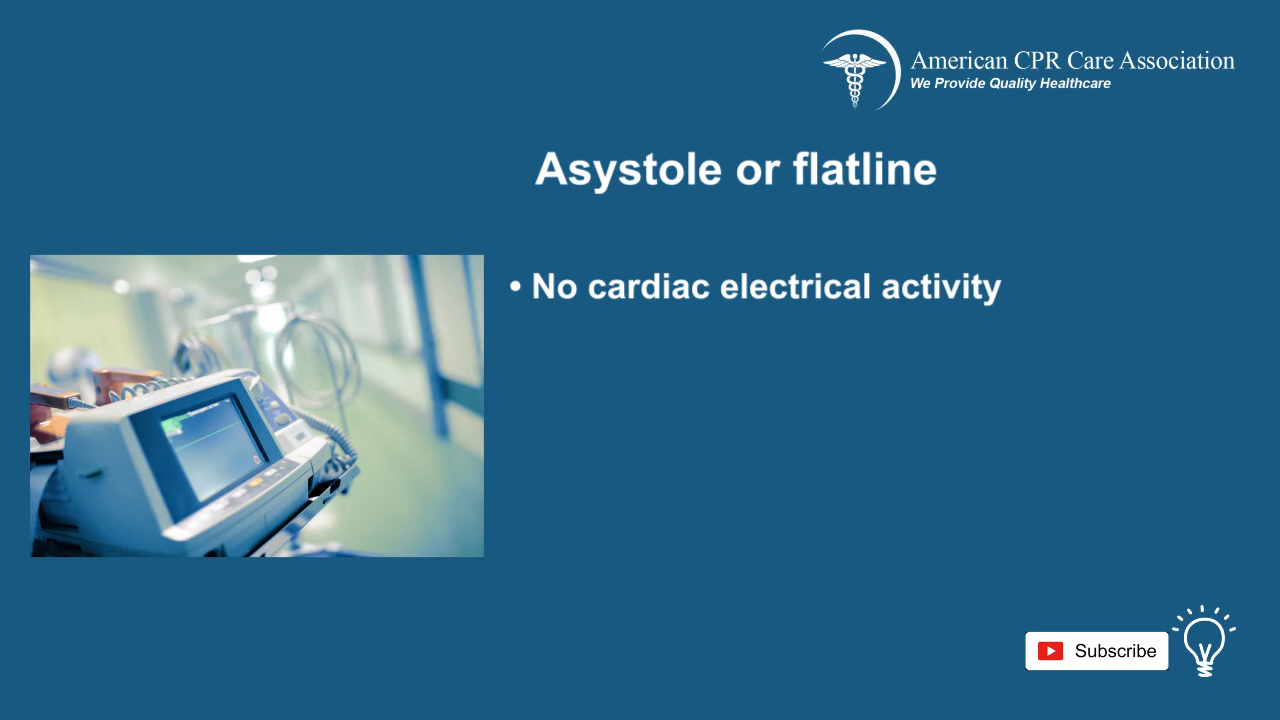 American CPR Care Association
We Provide Quality Healthcare
Asystole or flatline
• No cardiac electrical activity
Subscribe